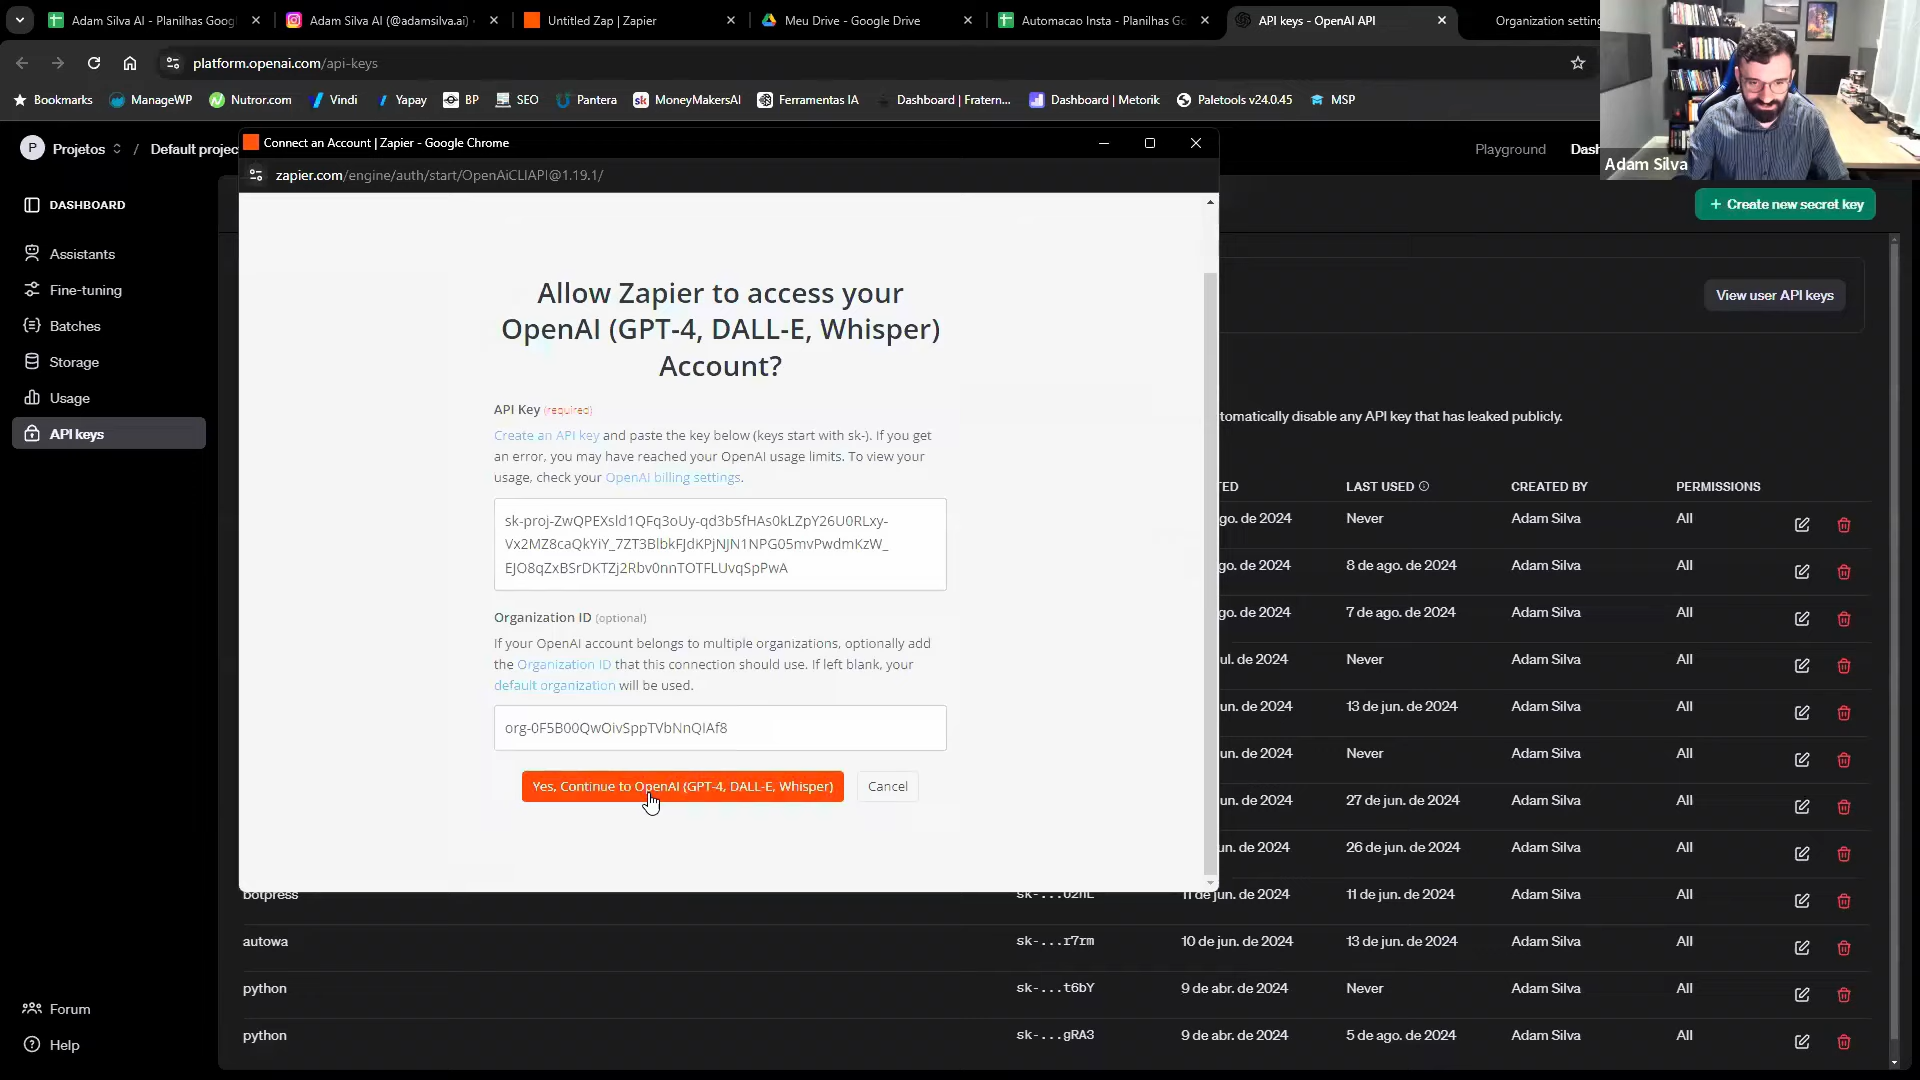 Adam Silva AI - Planilhas Goog
Adam Silva AI (@adamsilva.ai)
Untitled Zap | Zapier
Meu Drive - Google Drive
Automacao Insta - Planilhas Go
API keys - OpenAI API
Organization setting
platform.openai.com/api-keys
Bookmarks
ManageWP
Nutror.com
Vindi
Yapay
BP
SEO
Pantera
MoneyMakersAI
Ferramentas IA
Dashboard | Fratern...
Dashboard | Metorik
Paletools v24.0.45
MSP
Adam Silva
P Projetos / Default project
Playground
Dash
Connect an Account | Zapier - Google Chrome
zapier.com/engine/auth/start/OpenAiCLIAPI@1.19.1/
DASHBOARD
Assistants
Fine-tuning
Batches
Storage
Usage
API keys
Forum
Help
+ Create new secret key
View user API keys
Allow Zapier to access your
OpenAI (GPT-4, DALL-E, Whisper)
Account?
API Key (required)
Create an API key and paste the key below (keys start with sk-). If you get
an error, you may have reached your OpenAI usage limits. To view your
usage, check your OpenAI billing settings.
sk-proj-ZwQPEXsld1QFq3oUy-qd3b5fHAs0kLZpY26U0RLxy-
Vx2MZ8caQkYiY_7ZT3BlbkFJdKPjNJN1NPG05mvPwdmKzW_
EJO8qZxBSrDKTZj2Rbv0nnTOTFLUvqSpPwA
Organization ID (optional)
If your OpenAI account belongs to multiple organizations, optionally add
the Organization ID that this connection should use. If left blank, your
default organization will be used.
org-0F5B00QwOivSppTVbNnQIAf8
Yes, Continue to OpenAI (GPT-4, DALL-E, Whisper)
Cancel
tomatically disable any API key that has leaked publicly.
TED LAST USED CREATED BY PERMISSIONS
go. de 2024 Never Adam Silva All
go. de 2024 8 de ago. de 2024 Adam Silva All
go. de 2024 7 de ago. de 2024 Adam Silva All
ul. de 2024 Never Adam Silva All
un. de 2024 13 de jun. de 2024 Adam Silva All
un. de 2024 Never Adam Silva All
un. de 2024 27 de jun. de 2024 Adam Silva All
un. de 2024 26 de jun. de 2024 Adam Silva All
botpress 11 de jun. de 2024 11 de jun. de 2024 Adam Silva All
autowa sk-...r7rm 10 de jun. de 2024 13 de jun. de 2024 Adam Silva All
python sk-...t6bY 9 de abr. de 2024 Never Adam Silva All
python sk-...gRA3 9 de abr. de 2024 5 de ago. de 2024 Adam Silva All